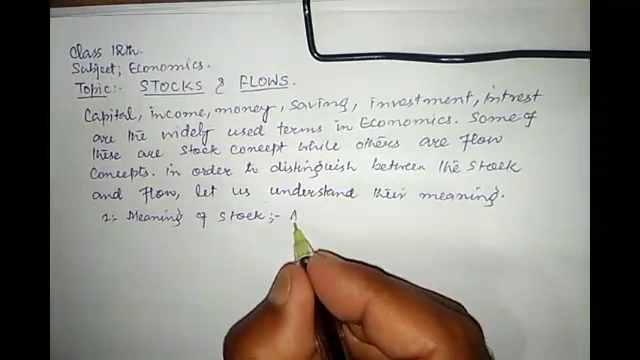 Class 12th.
Subject; Economics.
Topic:- STOCKS & FLOWS.
Capital, income, money, saving, investment, intrest
are the widely used terms in Economics. Some of
these are stock concept while others are flow
concepts. in order to distinguish between the stock
and flow, let us understand their meaning.
1:- Meaning of Stock:- A